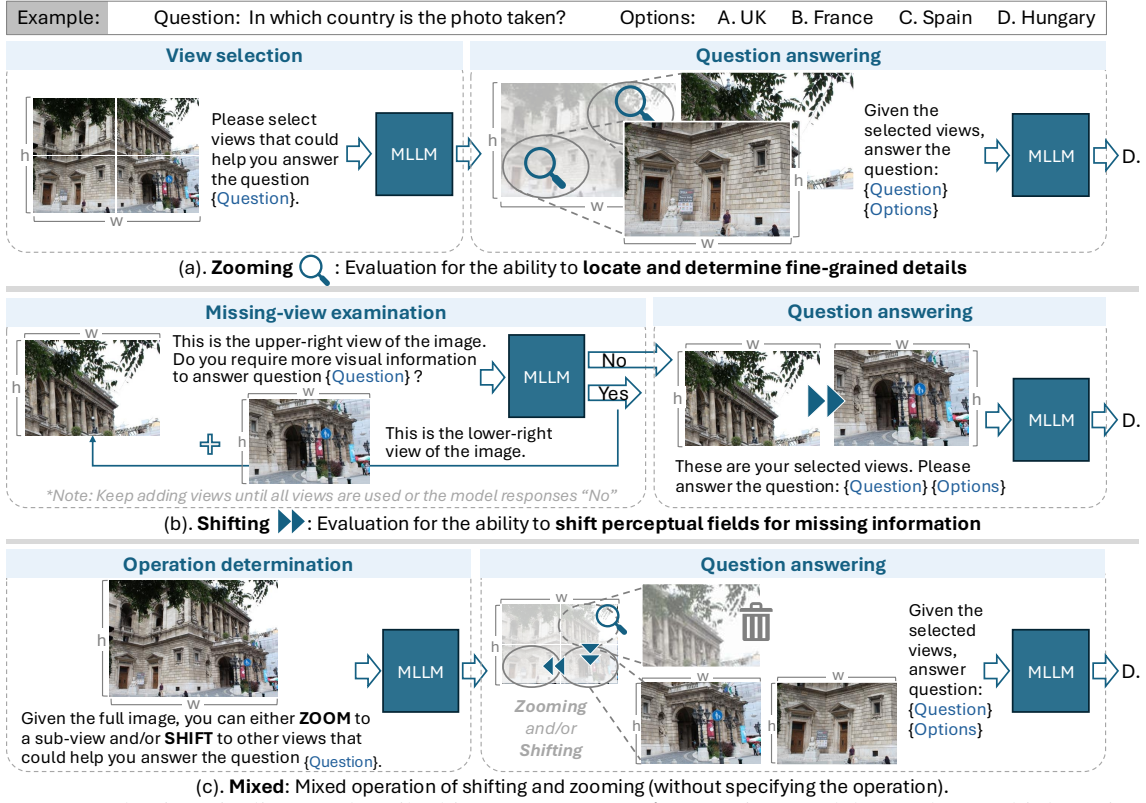 Example: Question: In which country is the photo taken? Options: A. UK B. France C. Spain D. Hungary
View selection
h
w
Please select
views that could
help you answer
the question
{Question}.
MLLM
Question answering
h
w
h
Given the
selected views,
answer the
question:
{Question}
{Options}
MLLM
D.
(a). Zooming : Evaluation for the ability to locate and determine fine-grained details
Missing-view examination
w
h
This is the upper-right view of the image.
Do you require more visual information
to answer question {Question} ?
MLLM
No
Yes
w
h
This is the lower-right
view of the image.
*Note: Keep adding views until all views are used or the model responses “No”
Question answering
w
w
h
h
These are your selected views. Please
answer the question: {Question} {Options}
MLLM
D.
(b). Shifting : Evaluation for the ability to shift perceptual fields for missing information
Operation determination
h
w
Given the full image, you can either ZOOM to
a sub-view and/or SHIFT to other views that
could help you answer the question {Question}.
MLLM
Question answering
w
h
Zooming
and/or
Shifting
w
w
h
h
Given the
selected
views,
answer
question:
{Question}
{Options}
MLLM
D.
(c). Mixed: Mixed operation of shifting and zooming (without specifying the operation).